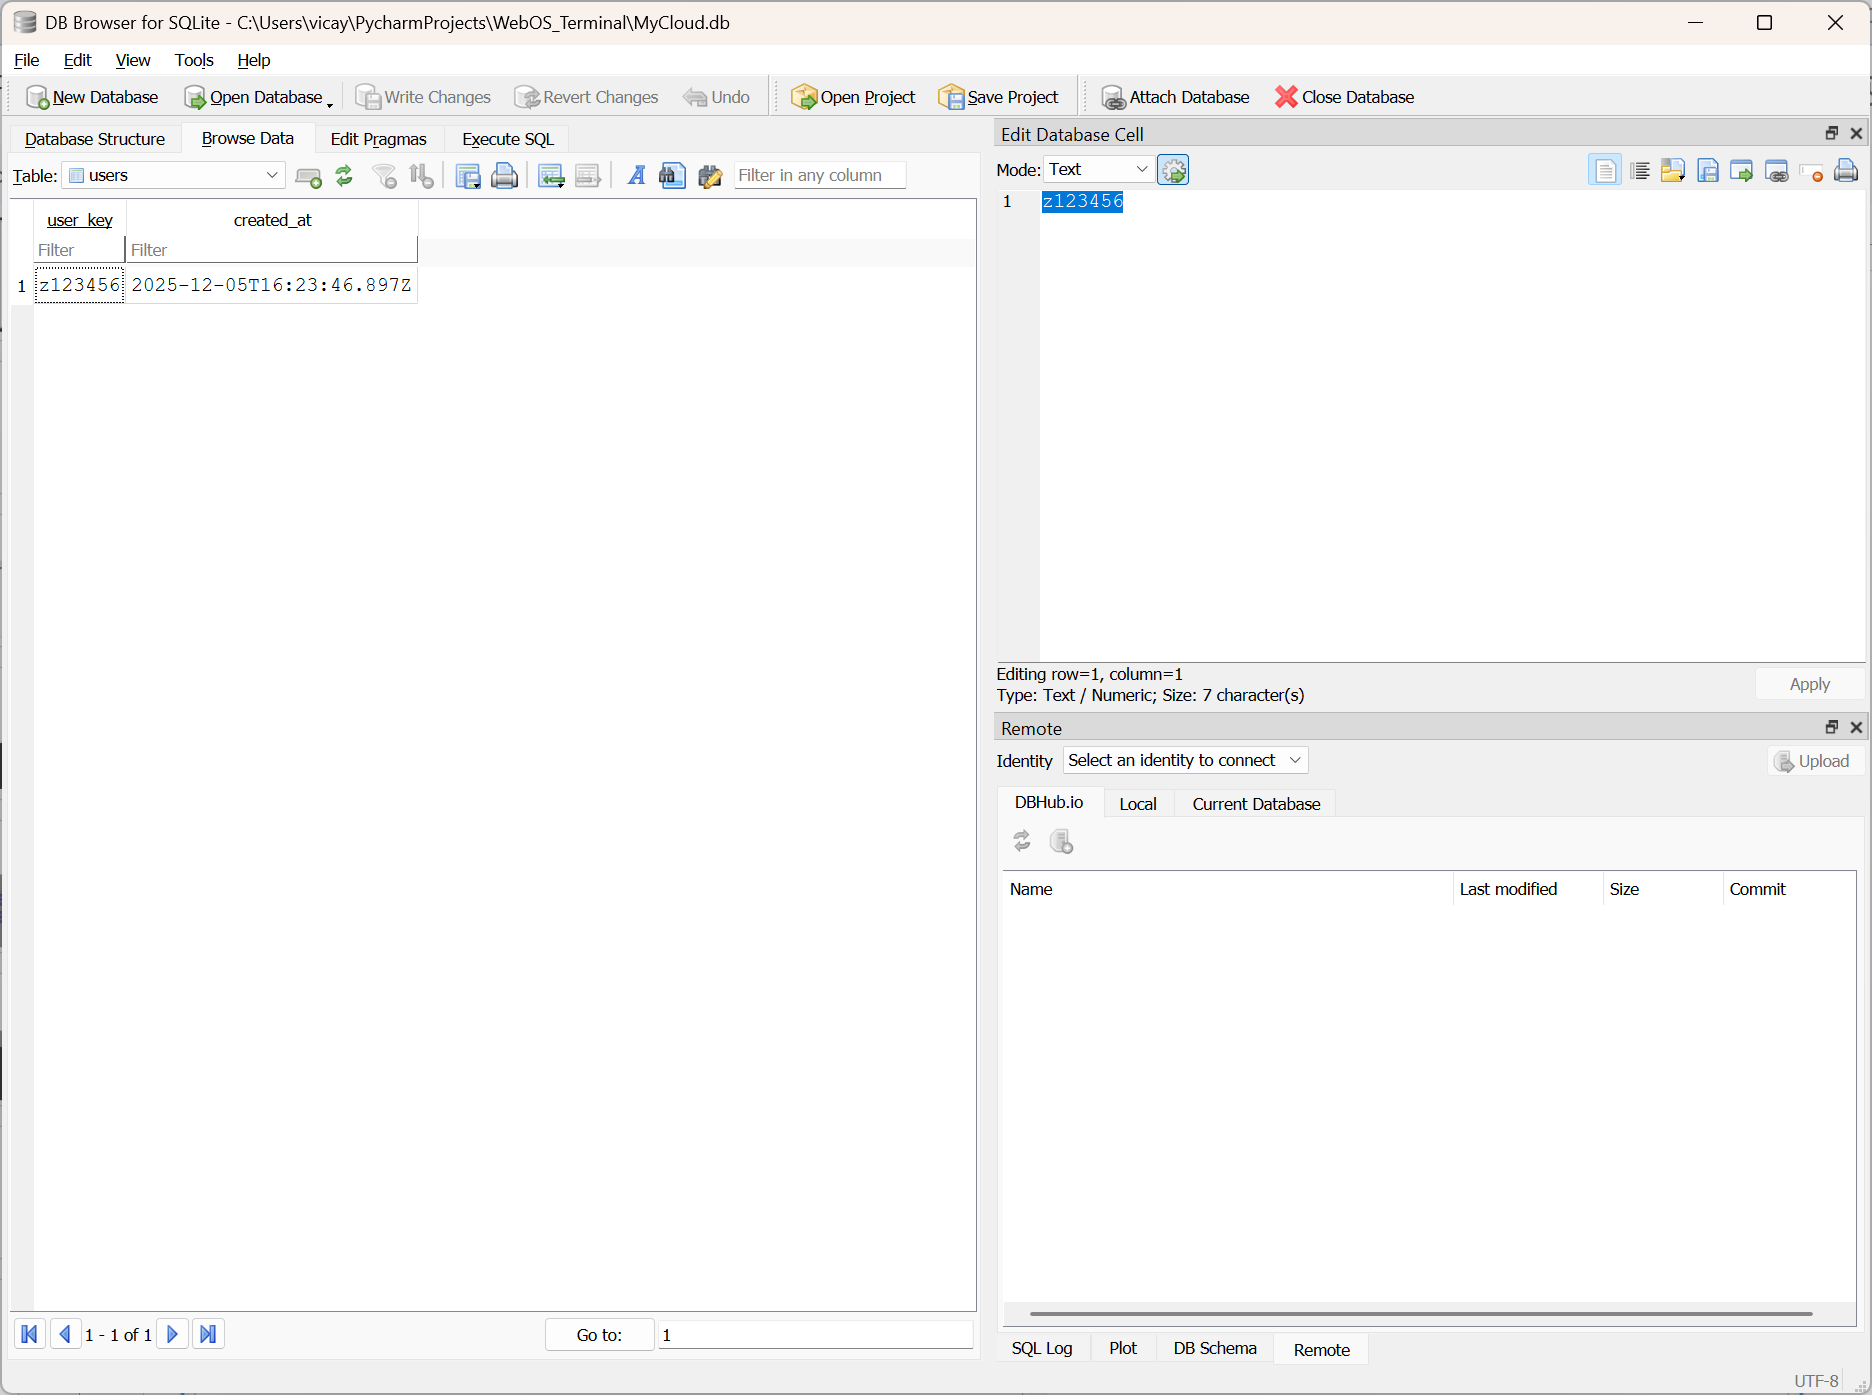 DB Browser for SQLite - C:\Users\vicay\PycharmProjects\WebOS_Terminal\MyCloud.db
File Edit View Tools Help
New Database Open Database Write Changes Revert Changes Undo Open Project Save Project Attach Database Close Database
Database Structure Browse Data Edit Pragmas Execute SQL
Table: users Filter in any column
user_key created_at
Filter Filter
1 z123456 2025-12-05T16:23:46.897Z
1 - 1 of 1 Go to: 1
Edit Database Cell
Mode: Text
1 z123456
Editing row=1, column=1
Type: Text / Numeric; Size: 7 character(s)
Apply
Remote
Identity Select an identity to connect Upload
DBHub.io Local Current Database
Name Last modified Size Commit
SQL Log Plot DB Schema Remote
UTF-8